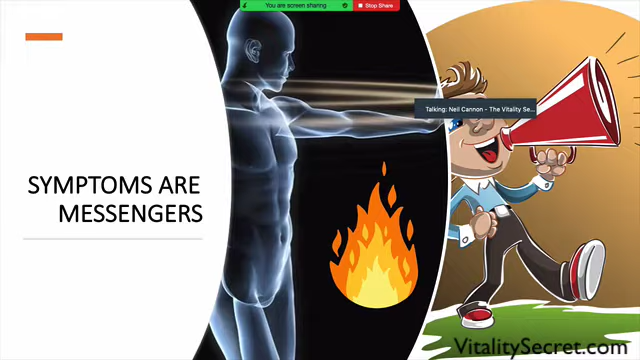 You are screen sharing
Stop Share
Talking: Neil Cannon - The Vitality Se...
SYMPTOMS ARE
MESSENGERS
VitalitySecret.com